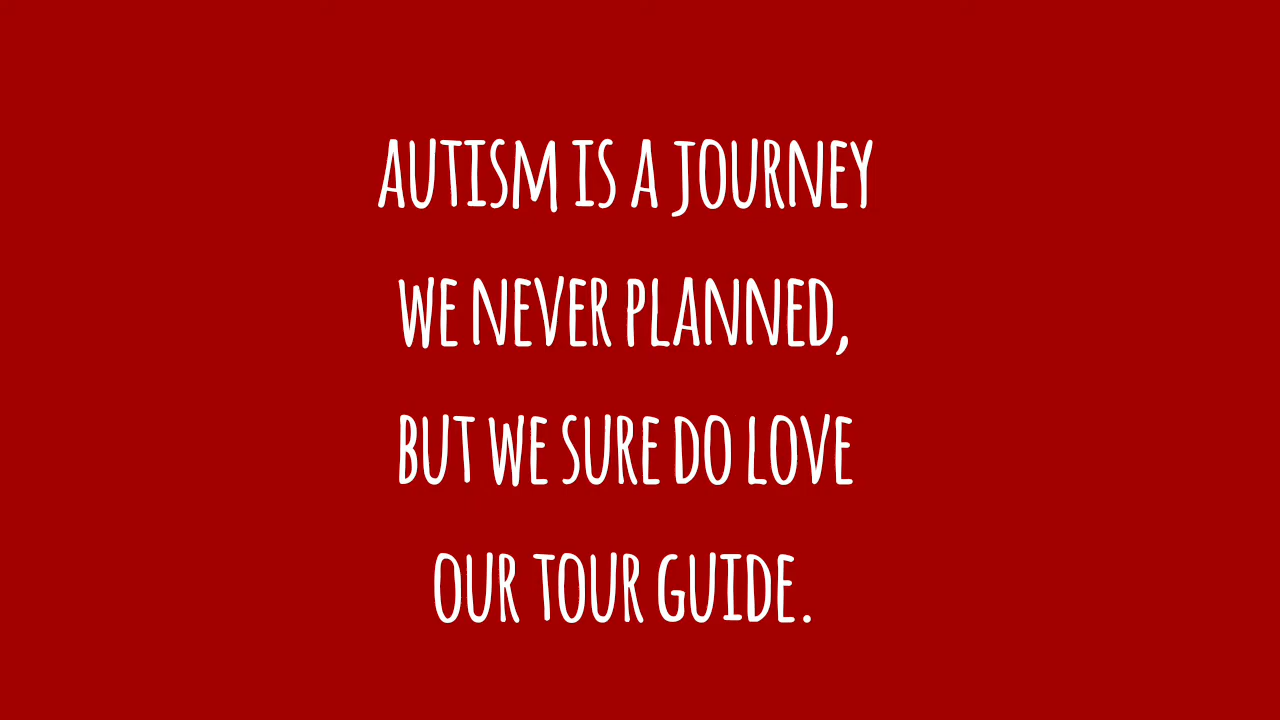 AUTISM IS A JOURNEY
WE NEVER PLANNED,
BUT WE SURE DO LOVE
OUR TOUR GUIDE.